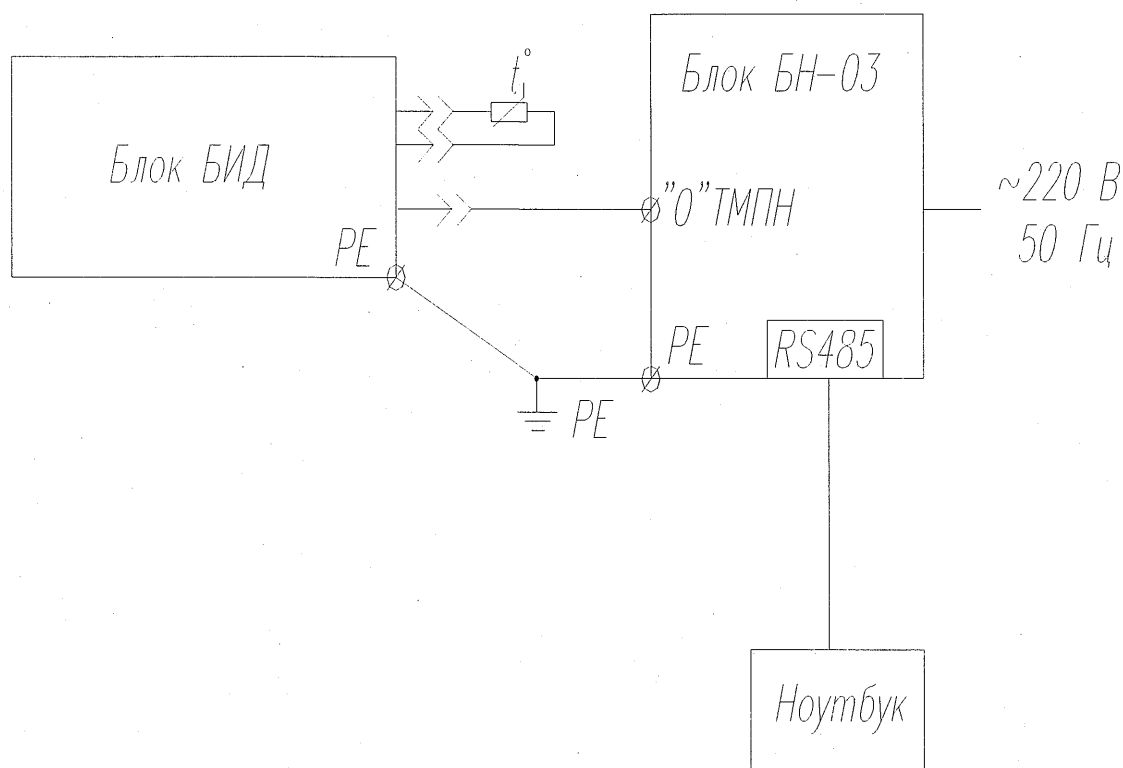 t°
Блок БН-03
Блок БИД
"0" ТМПН
~220 В
50 Гц
PE
PE
RS485
PE
Ноутбук